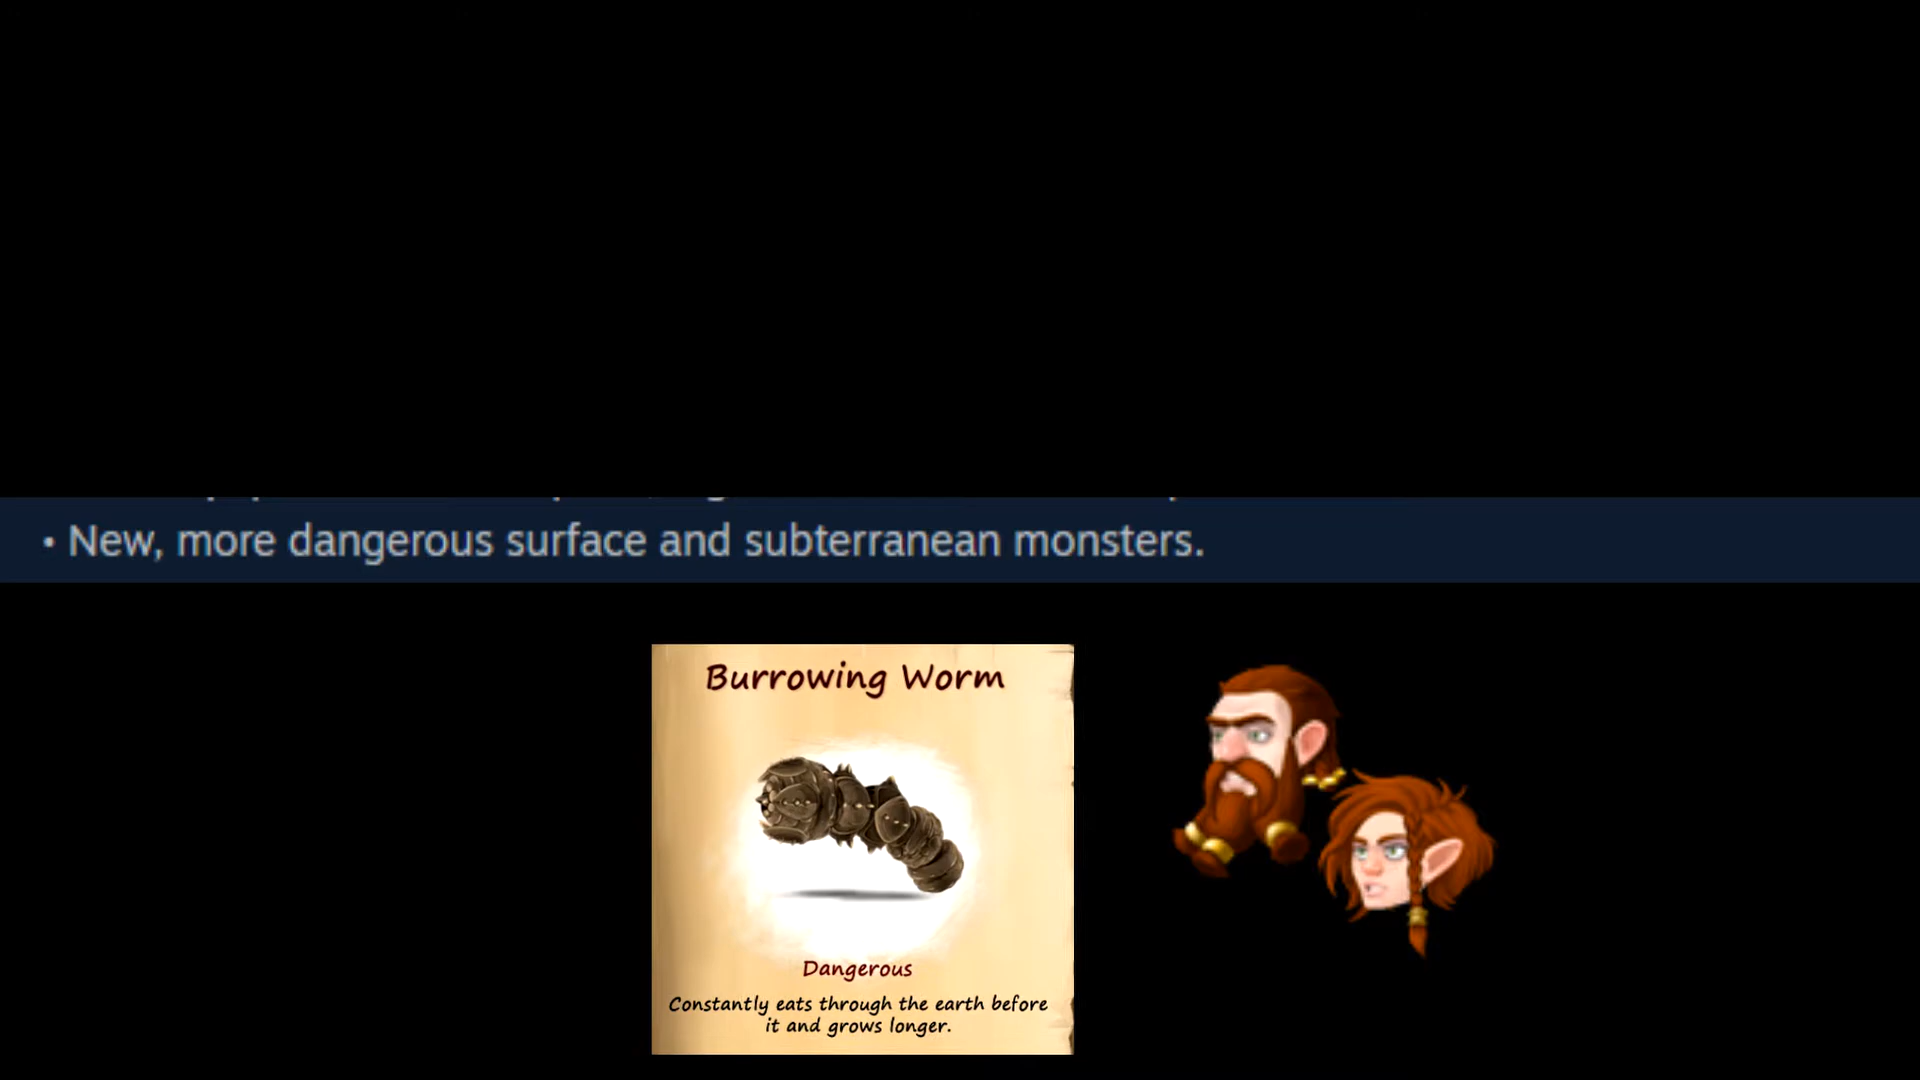 • New, more dangerous surface and subterranean monsters.
Burrowing Worm
Dangerous
Constantly eats through the earth before
it and grows longer.